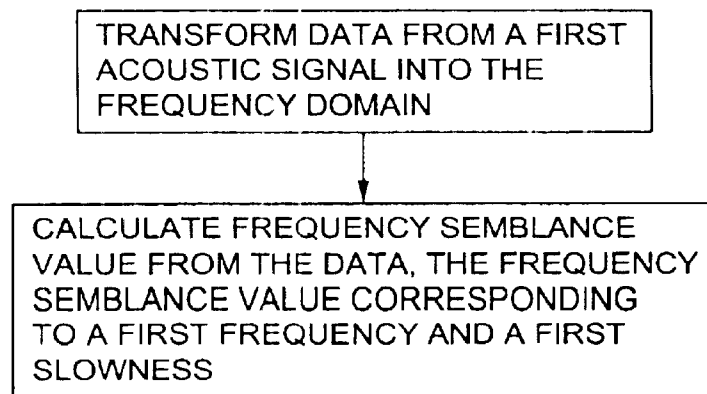 TRANSFORM DATA FROM A FIRST
ACOUSTIC SIGNAL INTO THE
FREQUENCY DOMAIN
CALCULATE FREQUENCY SEMBLANCE
VALUE FROM THE DATA, THE FREQUENCY
SEMBLANCE VALUE CORRESPONDING
TO A FIRST FREQUENCY AND A FIRST
SLOWNESS